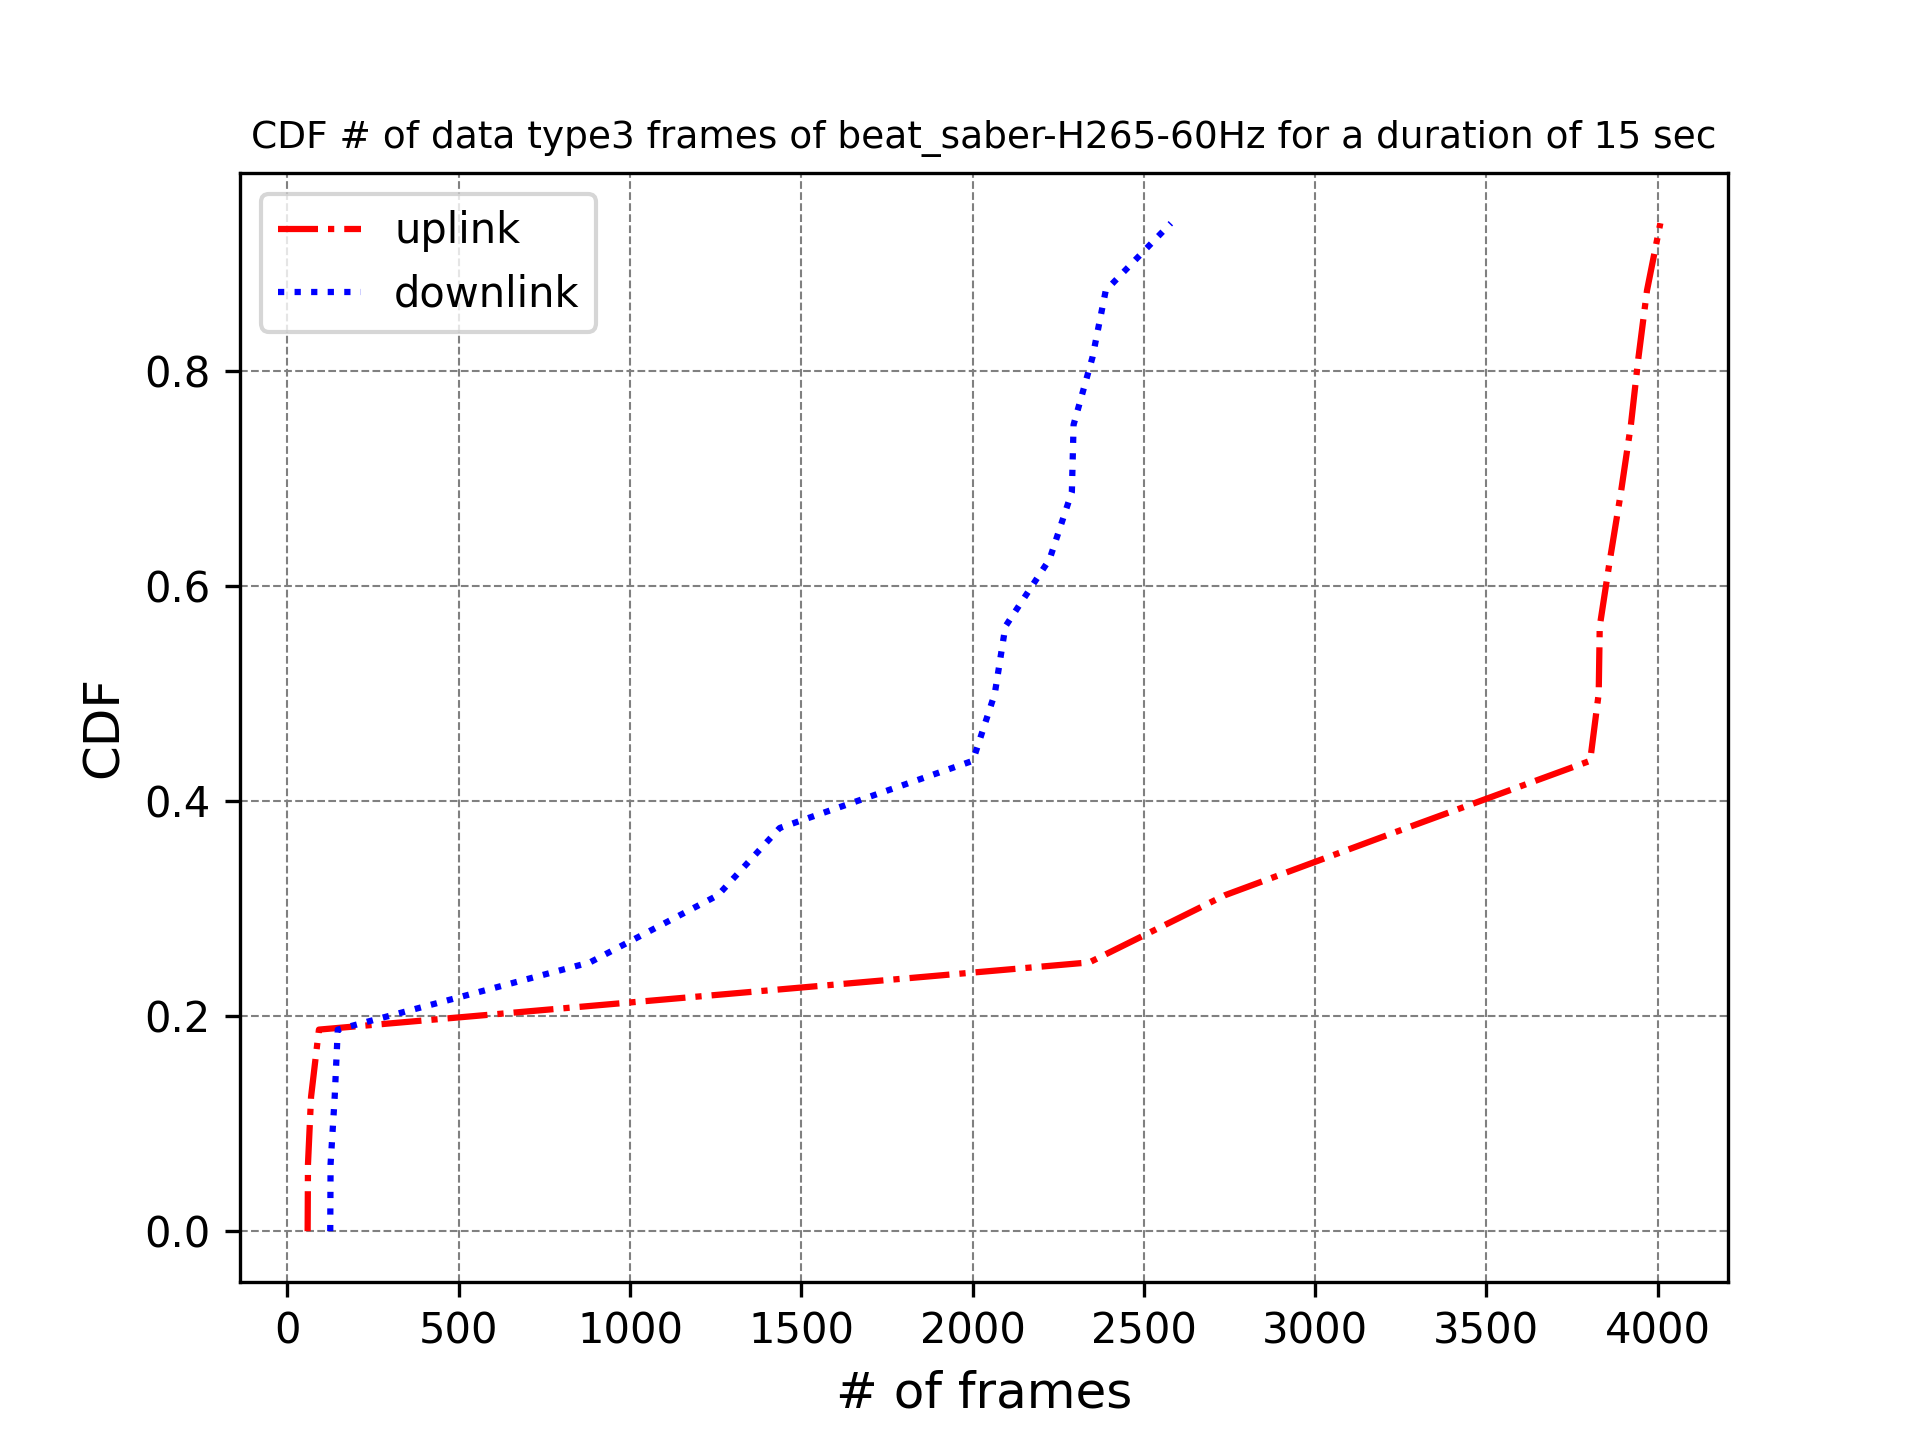 CDF # of data type3 frames of beat_saber-H265-60Hz for a duration of 15 sec
uplink
downlink
0.8
0.6
0.4
0.2
0.0
CDF
0 500 1000 1500 2000 2500 3000 3500 4000
# of frames